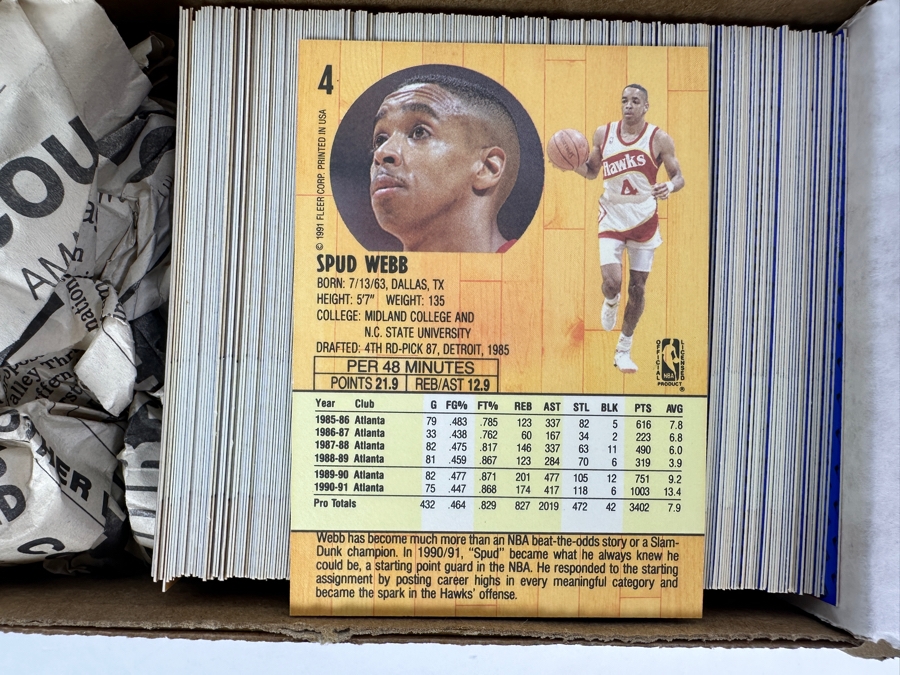 4
© 1991 FLEER CORP. PRINTED IN USA
Hawks
4
SPUD WEBB
BORN: 7/13/63, DALLAS, TX
HEIGHT: 5'7" WEIGHT: 135
COLLEGE: MIDLAND COLLEGE AND
N.C. STATE UNIVERSITY
DRAFTED: 4TH RD-PICK 87, DETROIT, 1985
OFFICIAL LICENSED
NBA
PRODUCT ®
PER 48 MINUTES
POINTS 21.9 REB/AST 12.9
Year Club G FG% FT% REB AST STL BLK PTS AVG
1985-86 Atlanta 79 .483 .785 123 337 82 5 616 7.8
1986-87 Atlanta 33 .438 .762 60 167 34 2 223 6.8
1987-88 Atlanta 82 .475 .817 146 337 63 11 490 6.0
1988-89 Atlanta 81 .459 .867 123 284 70 6 319 3.9
1989-90 Atlanta 82 .477 .871 201 477 105 12 751 9.2
1990-91 Atlanta 75 .447 .868 174 417 118 6 1003 13.4
Pro Totals 432 .464 .829 827 2019 472 42 3402 7.9
Webb has become much more than an NBA beat-the-odds story or a Slam-
Dunk champion. In 1990/91, "Spud" became what he always knew he
could be, a starting point guard in the NBA. He responded to the starting
assignment by posting career highs in every meaningful category and
became the spark in the Hawks' offense.
COU
AM